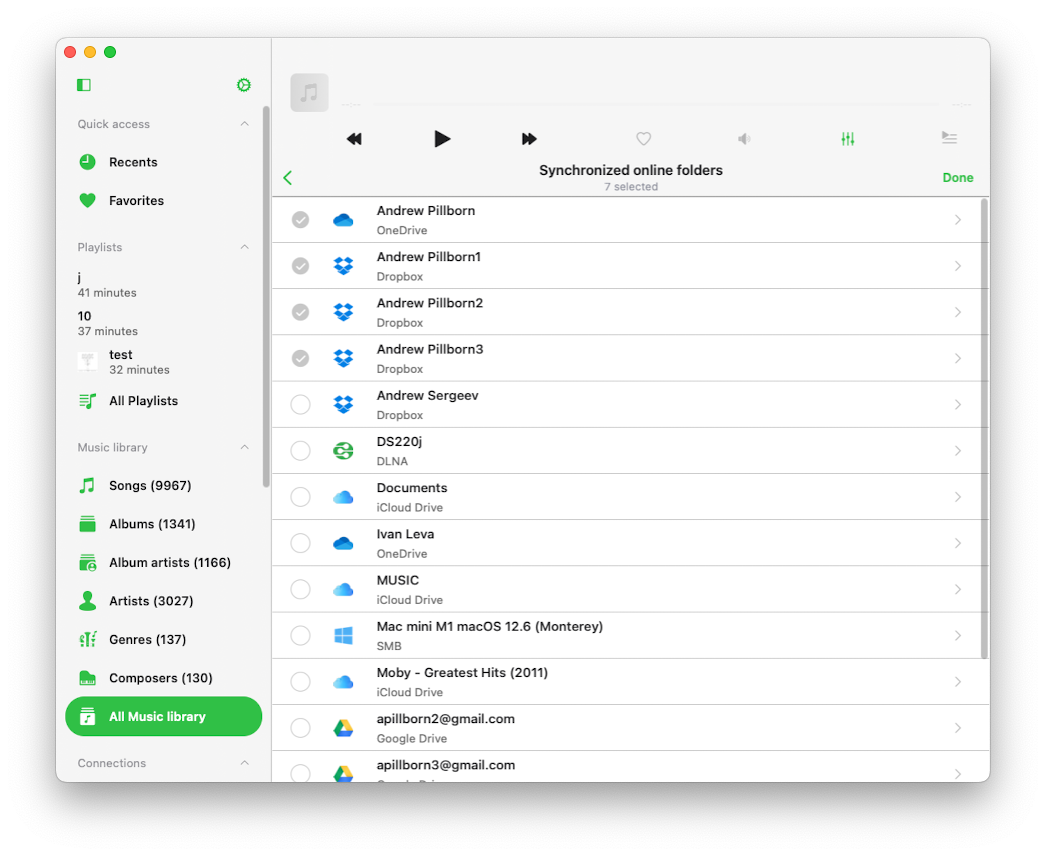 Quick access
Recents
Favorites
Playlists
j
41 minutes
10
37 minutes
test
32 minutes
All Playlists
Music library
Songs (9967)
Albums (1341)
Album artists (1166)
Artists (3027)
Genres (137)
Composers (130)
All Music library
Connections
--:--
--:--
Synchronized online folders
7 selected
Done
Andrew Pillborn
OneDrive
Andrew Pillborn1
Dropbox
Andrew Pillborn2
Dropbox
Andrew Pillborn3
Dropbox
Andrew Sergeev
Dropbox
DS220j
DLNA
Documents
iCloud Drive
Ivan Leva
OneDrive
MUSIC
iCloud Drive
Mac mini M1 macOS 12.6 (Monterey)
SMB
Moby - Greatest Hits (2011)
iCloud Drive
apillborn2@gmail.com
Google Drive
apillborn3@gmail.com